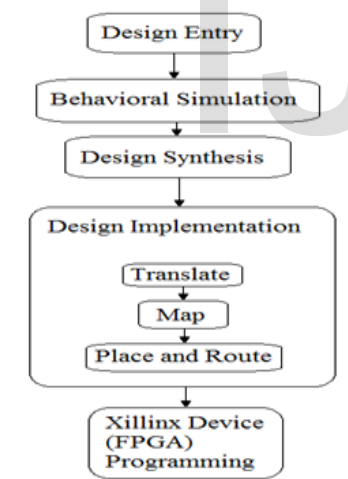 Design Entry
Behavioral Simulation
Design Synthesis
Design Implementation
Translate
Map
Place and Route
Xillinx Device
(FPGA)
Programming